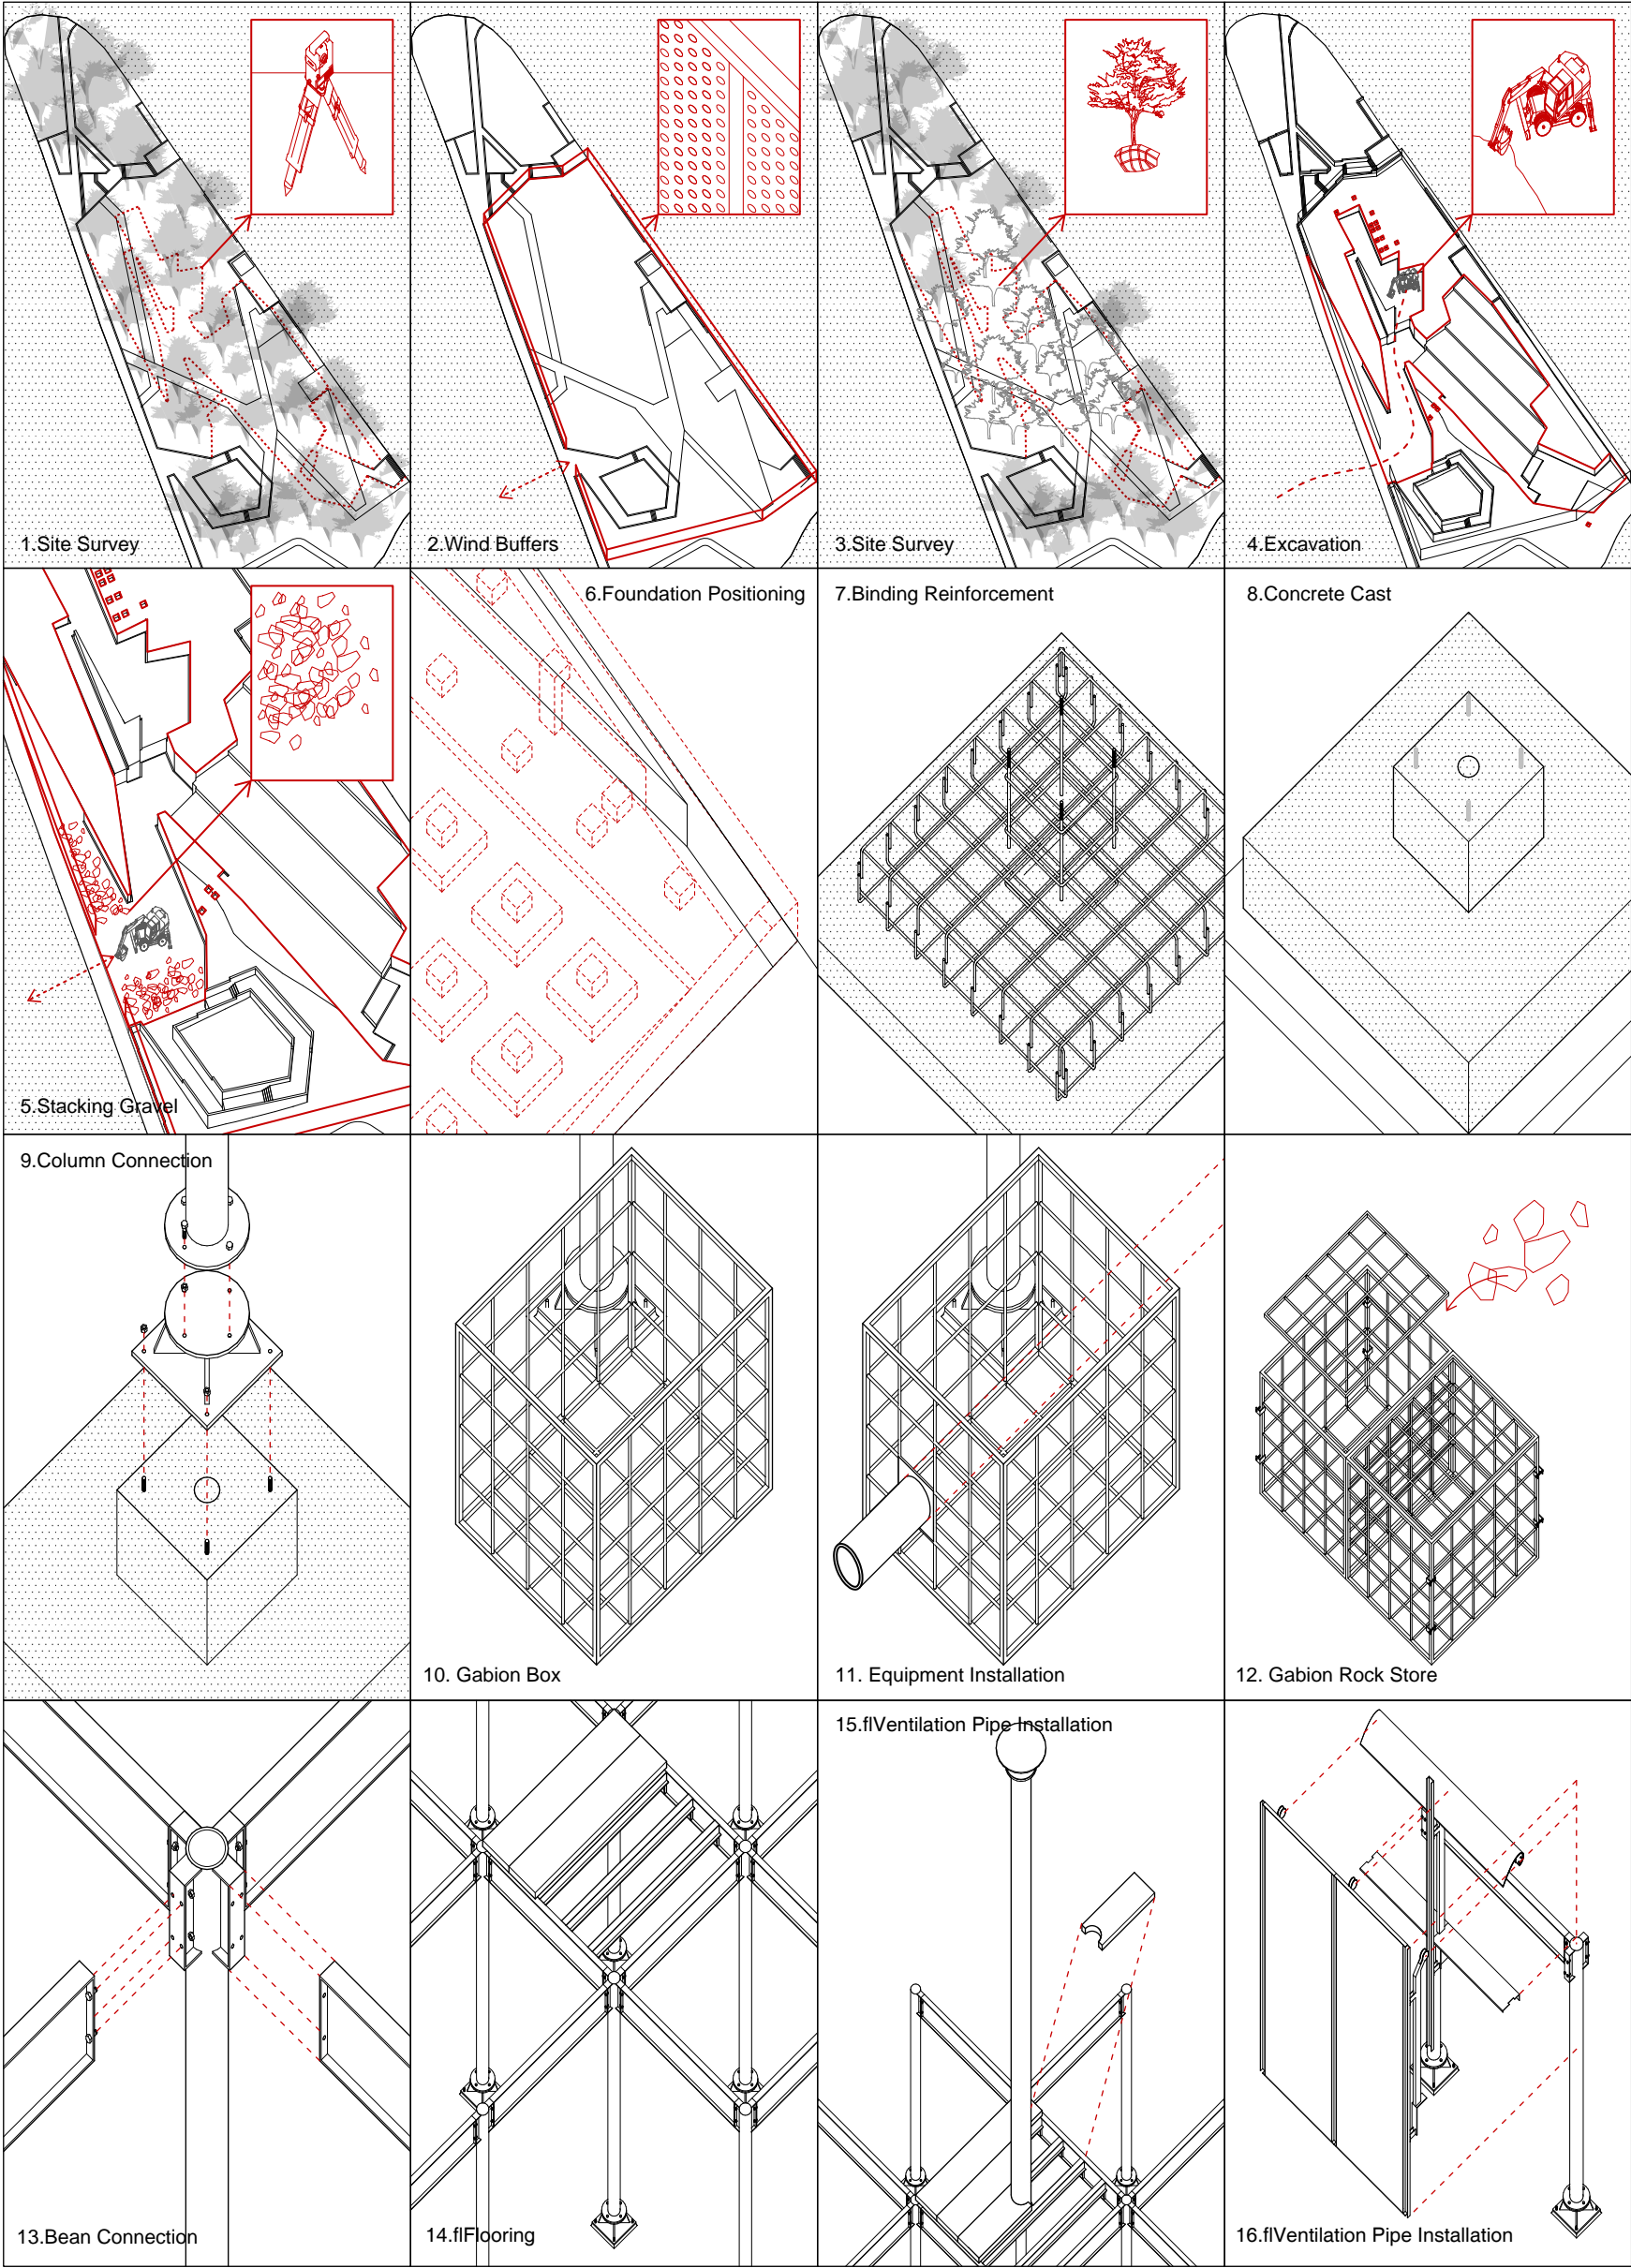 1.Site Survey
2.Wind Buffers
3.Site Survey
4.Excavation
5.Stacking Gravel
6.Foundation Positioning
7.Binding Reinforcement
8.Concrete Cast
9.Column Connection
10. Gabion Box
11. Equipment Installation
12. Gabion Rock Store
13.Bean Connection
14.flFlooring
15.flVentilation Pipe Installation
16.flVentilation Pipe Installation